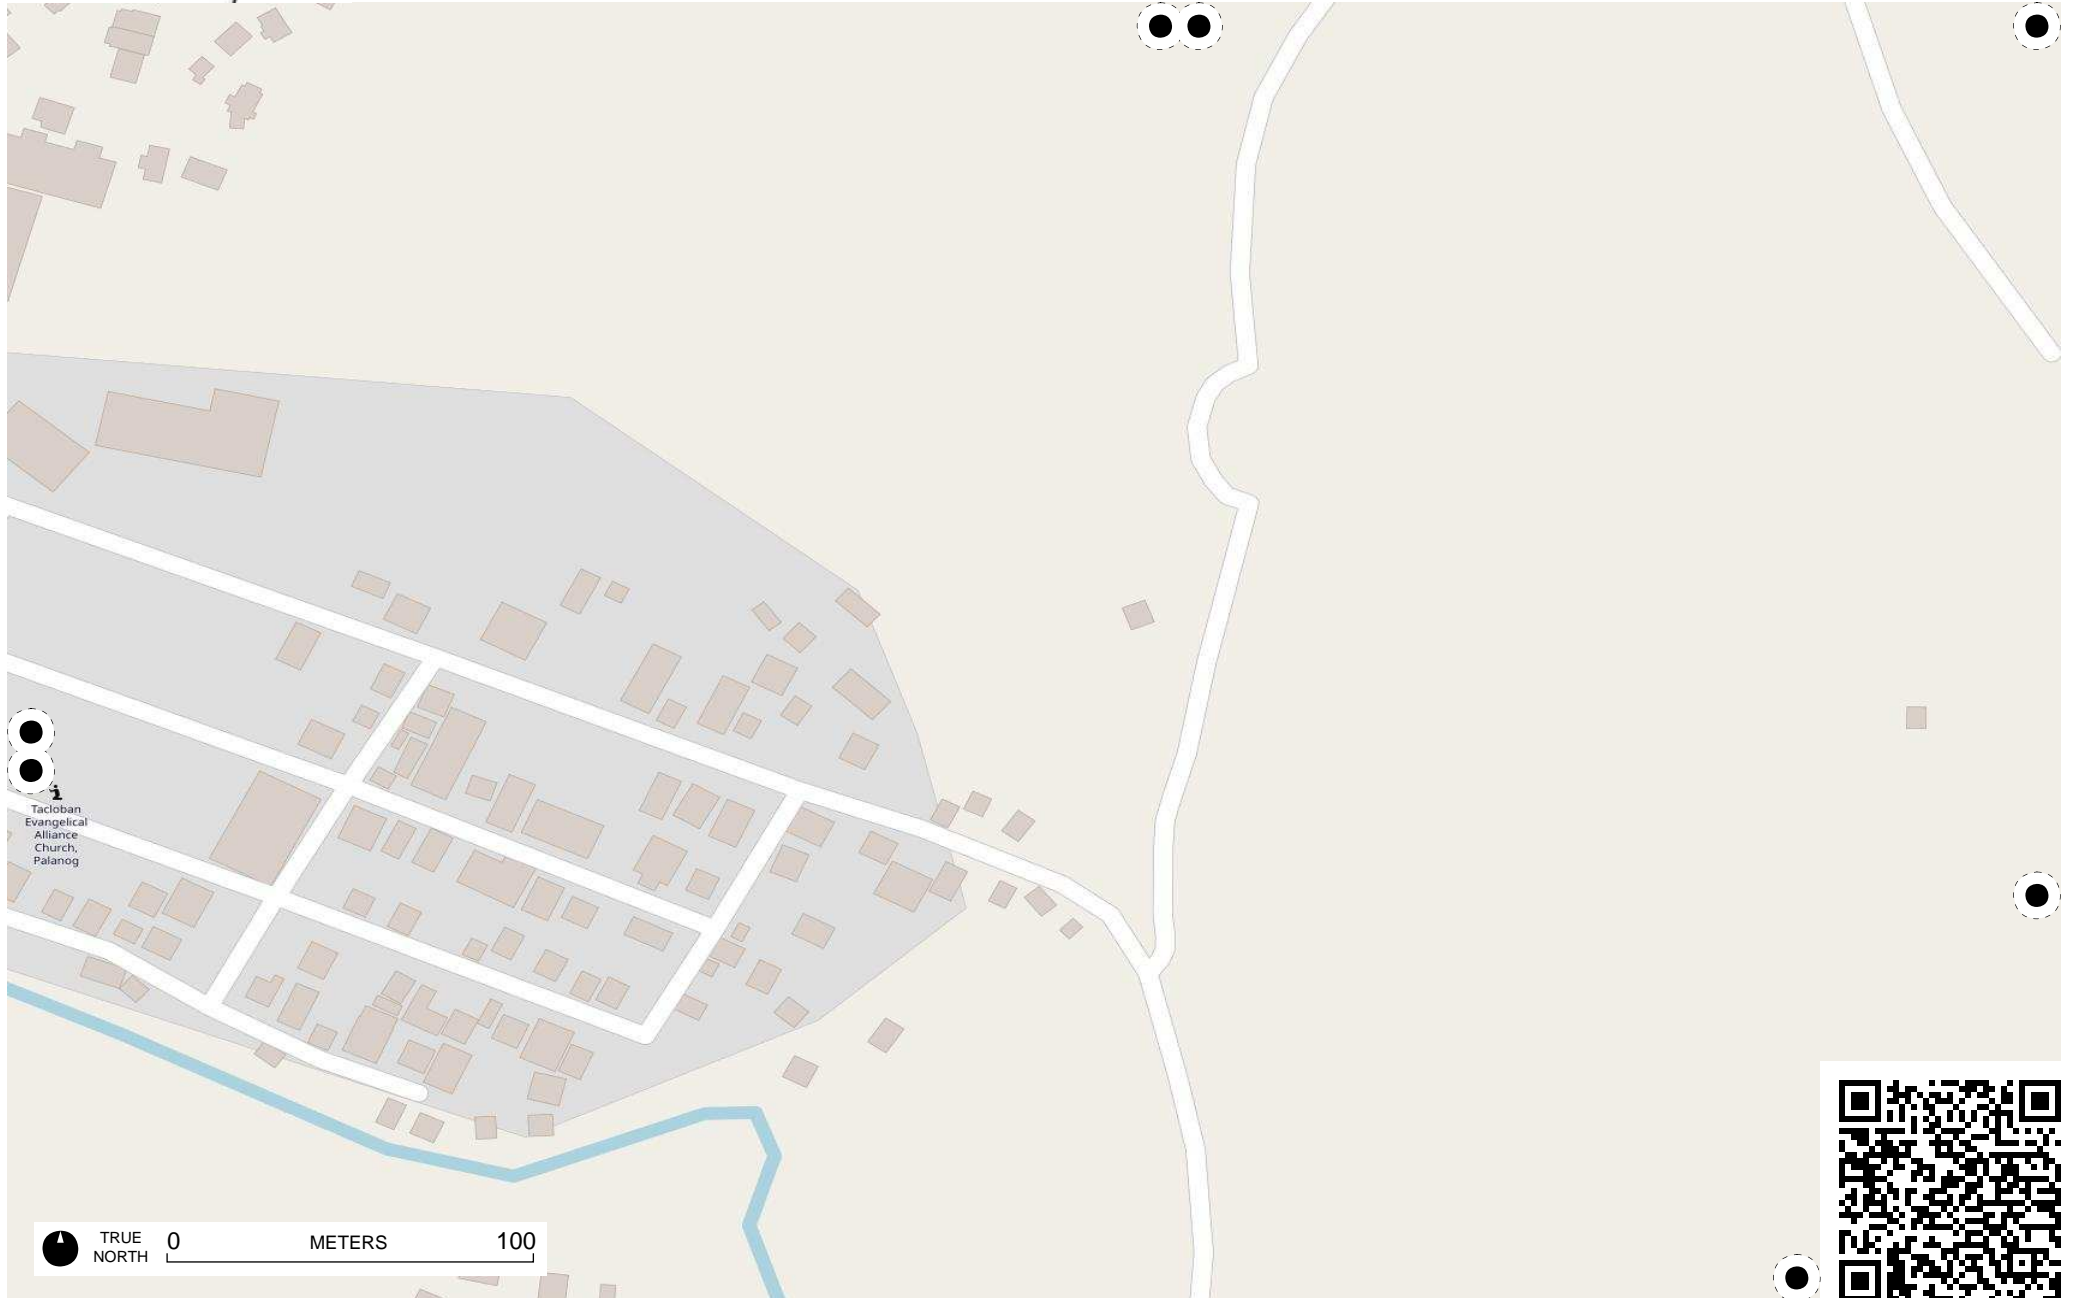 Tacloban
Evangelical
Alliance
Church,
Palanog
TRUE
NORTH
0
METERS
100